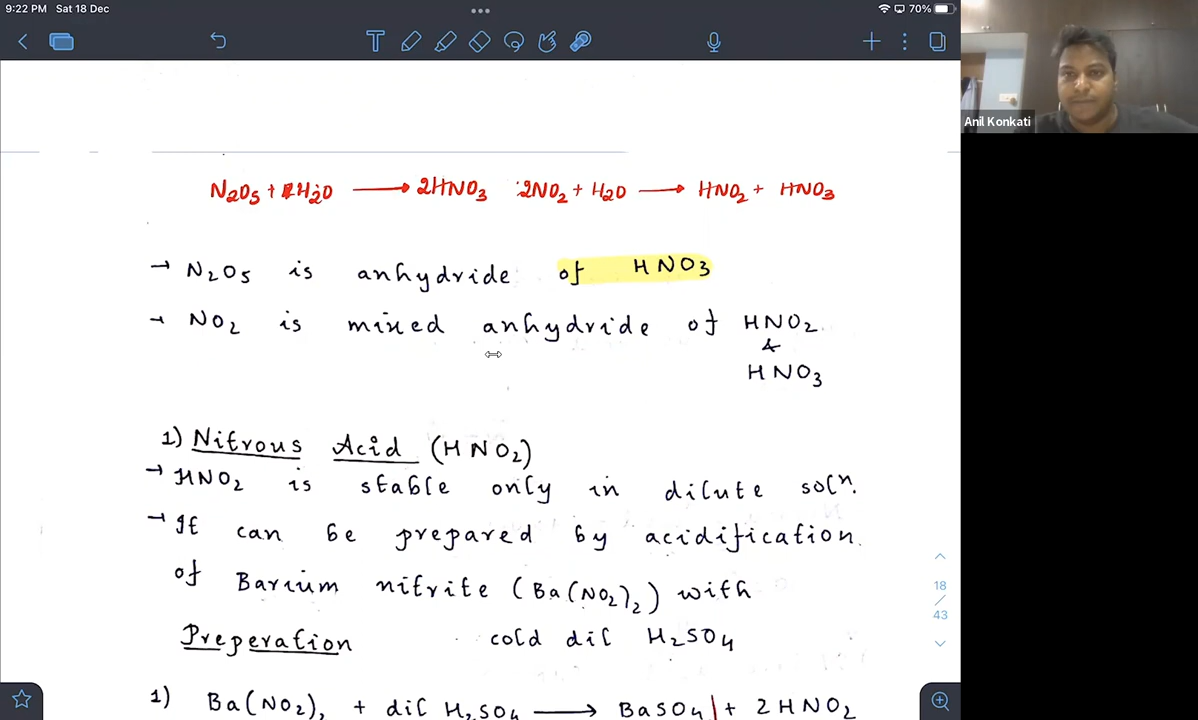 9:22 PM Sat 18 Dec
70%
Anil Konkati
N2O5 + H2O → 2HNO3 2NO2 + H2O → HNO2 + HNO3
→ N2O5 is anhydride of HNO3
→ NO2 is mixed anhydride of HNO2
&
HNO3
1) Nitrous Acid (HNO2)
→ HNO2 is stable only in dilute solⁿ.
→ It can be prepared by acidification
of Barium nitrite (Ba(NO2)2) with
Preperation cold dil H2SO4
18
/
43
1) Ba(NO2)2 + dil H2SO4 → BaSO4 + 2HNO2